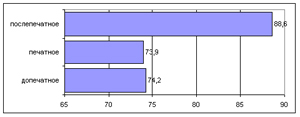 послепечатное 88,6
печатное 73,9
допечатное 74,2
65 70 75 80 85 90